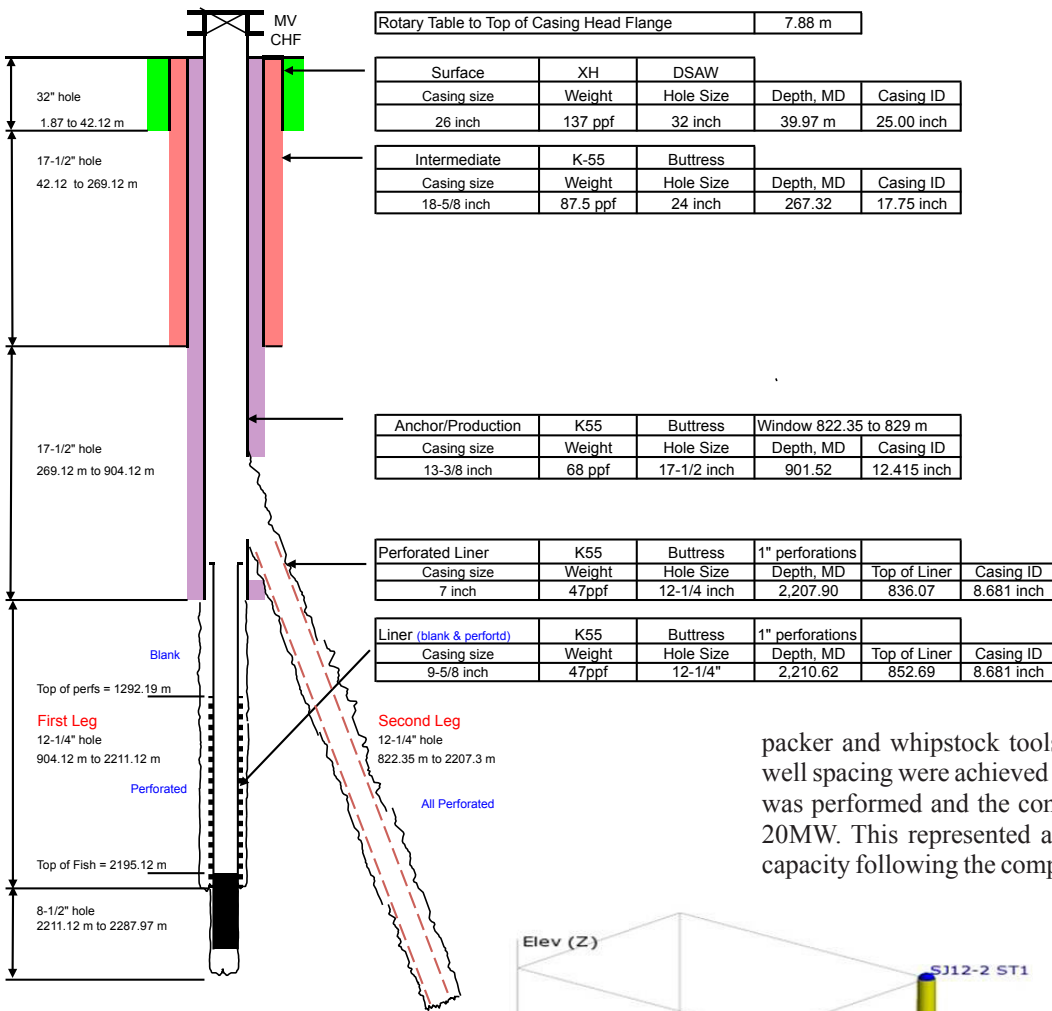 MV
CHF
Rotary Table to Top of Casing Head Flange 7.88 m
Surface XH DSAW
Casing size Weight Hole Size Depth, MD Casing ID
26 inch 137 ppf 32 inch 39.97 m 25.00 inch
32" hole
1.87 to 42.12 m
Intermediate K-55 Buttress
Casing size Weight Hole Size Depth, MD Casing ID
18-5/8 inch 87.5 ppf 24 inch 267.32 17.75 inch
17-1/2" hole
42.12 to 269.12 m
Anchor/Production K55 Buttress Window 822.35 to 829 m
Casing size Weight Hole Size Depth, MD Casing ID
13-3/8 inch 68 ppf 17-1/2 inch 901.52 12.415 inch
17-1/2" hole
269.12 m to 904.12 m
Perforated Liner K55 Buttress 1" perforations
Casing size Weight Hole Size Depth, MD Top of Liner Casing ID
7 inch 47ppf 12-1/4 inch 2,207.90 836.07 8.681 inch
Liner (blank & perfortd) K55 Buttress 1" perforations
Casing size Weight Hole Size Depth, MD Top of Liner Casing ID
9-5/8 inch 47ppf 12-1/4" 2,210.62 852.69 8.681 inch
Blank
Top of perfs = 1292.19 m
First Leg
12-1/4" hole
904.12 m to 2211.12 m
Perforated
Second Leg
12-1/4" hole
822.35 m to 2207.3 m
All Perforated
Top of Fish = 2195.12 m
8-1/2" hole
2211.12 m to 2287.97 m
packer and whipstock tools
well spacing were achieved
was performed and the con
20MW. This represented a
capacity following the comp
Elev (Z)
SJ12-2 ST1